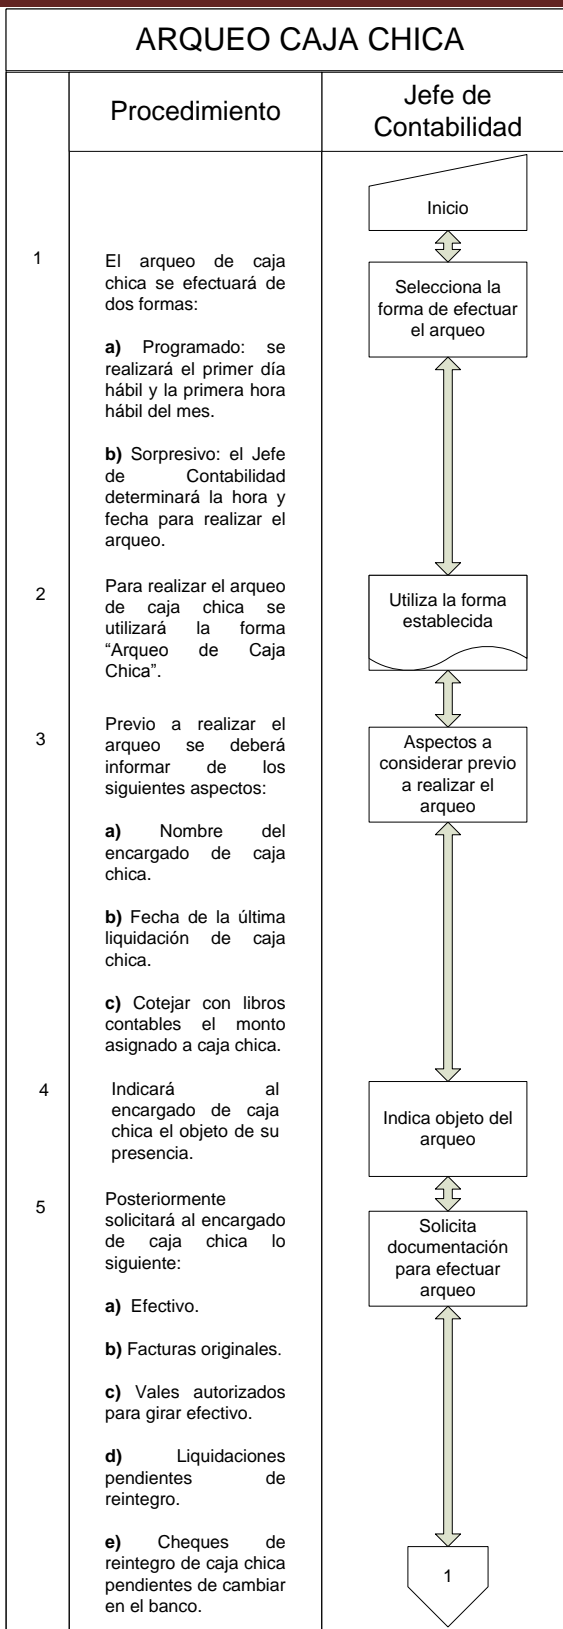 ARQUEO CAJA CHICA
Procedimiento
Jefe de
Contabilidad
Inicio
1
El arqueo de caja
chica se efectuará de
dos formas:
a) Programado: se
realizará el primer día
hábil y la primera hora
hábil del mes.
b) Sorpresivo: el Jefe
de Contabilidad
determinará la hora y
fecha para realizar el
arqueo.
Selecciona la
forma de efectuar
el arqueo
2
Para realizar el arqueo
de caja chica se
utilizará la forma
“Arqueo de Caja
Chica”.
Utiliza la forma
establecida
3
Previo a realizar el
arqueo se deberá
informar de los
siguientes aspectos:
a) Nombre del
encargado de caja
chica.
b) Fecha de la última
liquidación de caja
chica.
c) Cotejar con libros
contables el monto
asignado a caja chica.
Aspectos a
considerar previo
a realizar el
arqueo
4
Indicará al
encargado de caja
chica el objeto de su
presencia.
Indica objeto del
arqueo
5
Posteriormente
solicitará al encargado
de caja chica lo
siguiente:
a) Efectivo.
b) Facturas originales.
c) Vales autorizados
para girar efectivo.
d) Liquidaciones
pendientes de
reintegro.
e) Cheques de
reintegro de caja chica
pendientes de cambiar
en el banco.
Solicita
documentación
para efectuar
arqueo
1